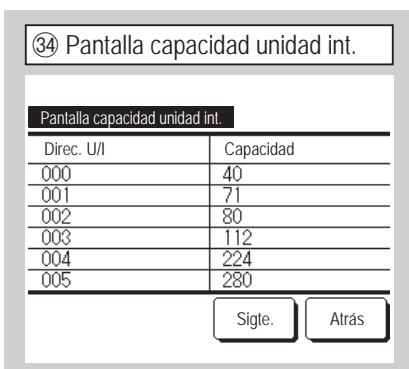 ㉞ Pantalla capacidad unidad int.
Pantalla capacidad unidad int.
Direc. U/I Capacidad
000 40
001 71
002 80
003 112
004 224
005 280
Sigte. Atrás